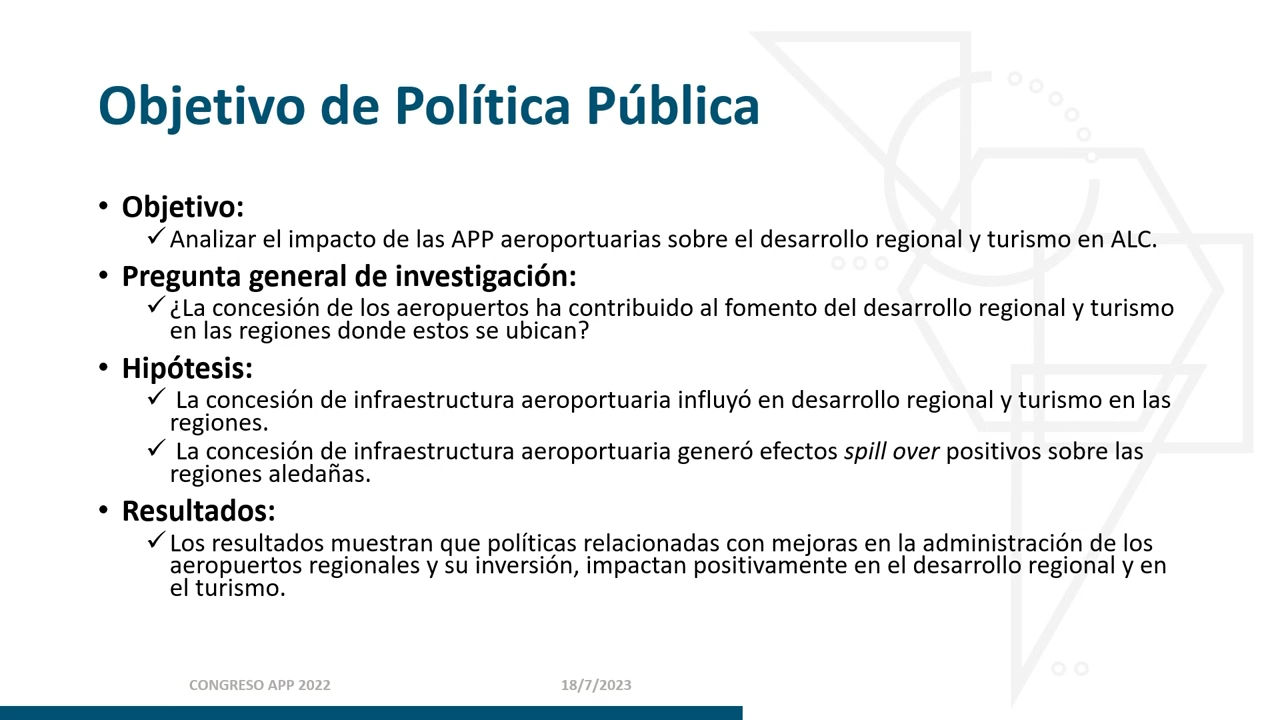 Objetivo de Política Pública
• Objetivo:
✓ Analizar el impacto de las APP aeroportuarias sobre el desarrollo regional y turismo en ALC.
• Pregunta general de investigación:
✓ ¿La concesión de los aeropuertos ha contribuido al fomento del desarrollo regional y turismo
en las regiones donde estos se ubican?
• Hipótesis:
✓ La concesión de infraestructura aeroportuaria influyó en desarrollo regional y turismo en las
regiones.
✓ La concesión de infraestructura aeroportuaria generó efectos spill over positivos sobre las
regiones aledañas.
• Resultados:
✓ Los resultados muestran que políticas relacionadas con mejoras en la administración de los
aeropuertos regionales y su inversión, impactan positivamente en el desarrollo regional y en
el turismo.
CONGRESO APP 2022
18/7/2023